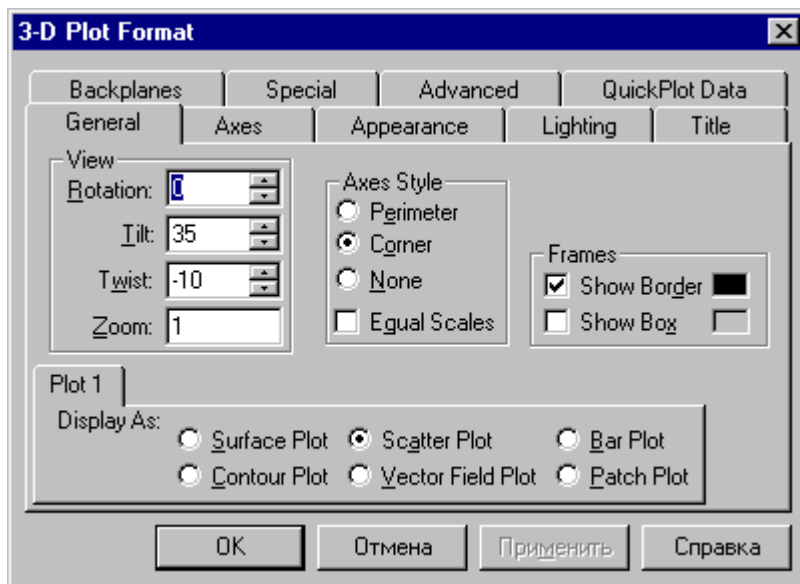 3-D Plot Format
Backplanes Special Advanced QuickPlot Data
General Axes Appearance Lighting Title
View
Rotation: 0
Tilt: 35
Twist: -10
Zoom: 1
Axes Style
Perimeter
Corner
None
Equal Scales
Frames
Show Border
Show Box
Plot 1
Display As:
Surface Plot Scatter Plot Bar Plot
Contour Plot Vector Field Plot Patch Plot
OK Отмена Применить Справка